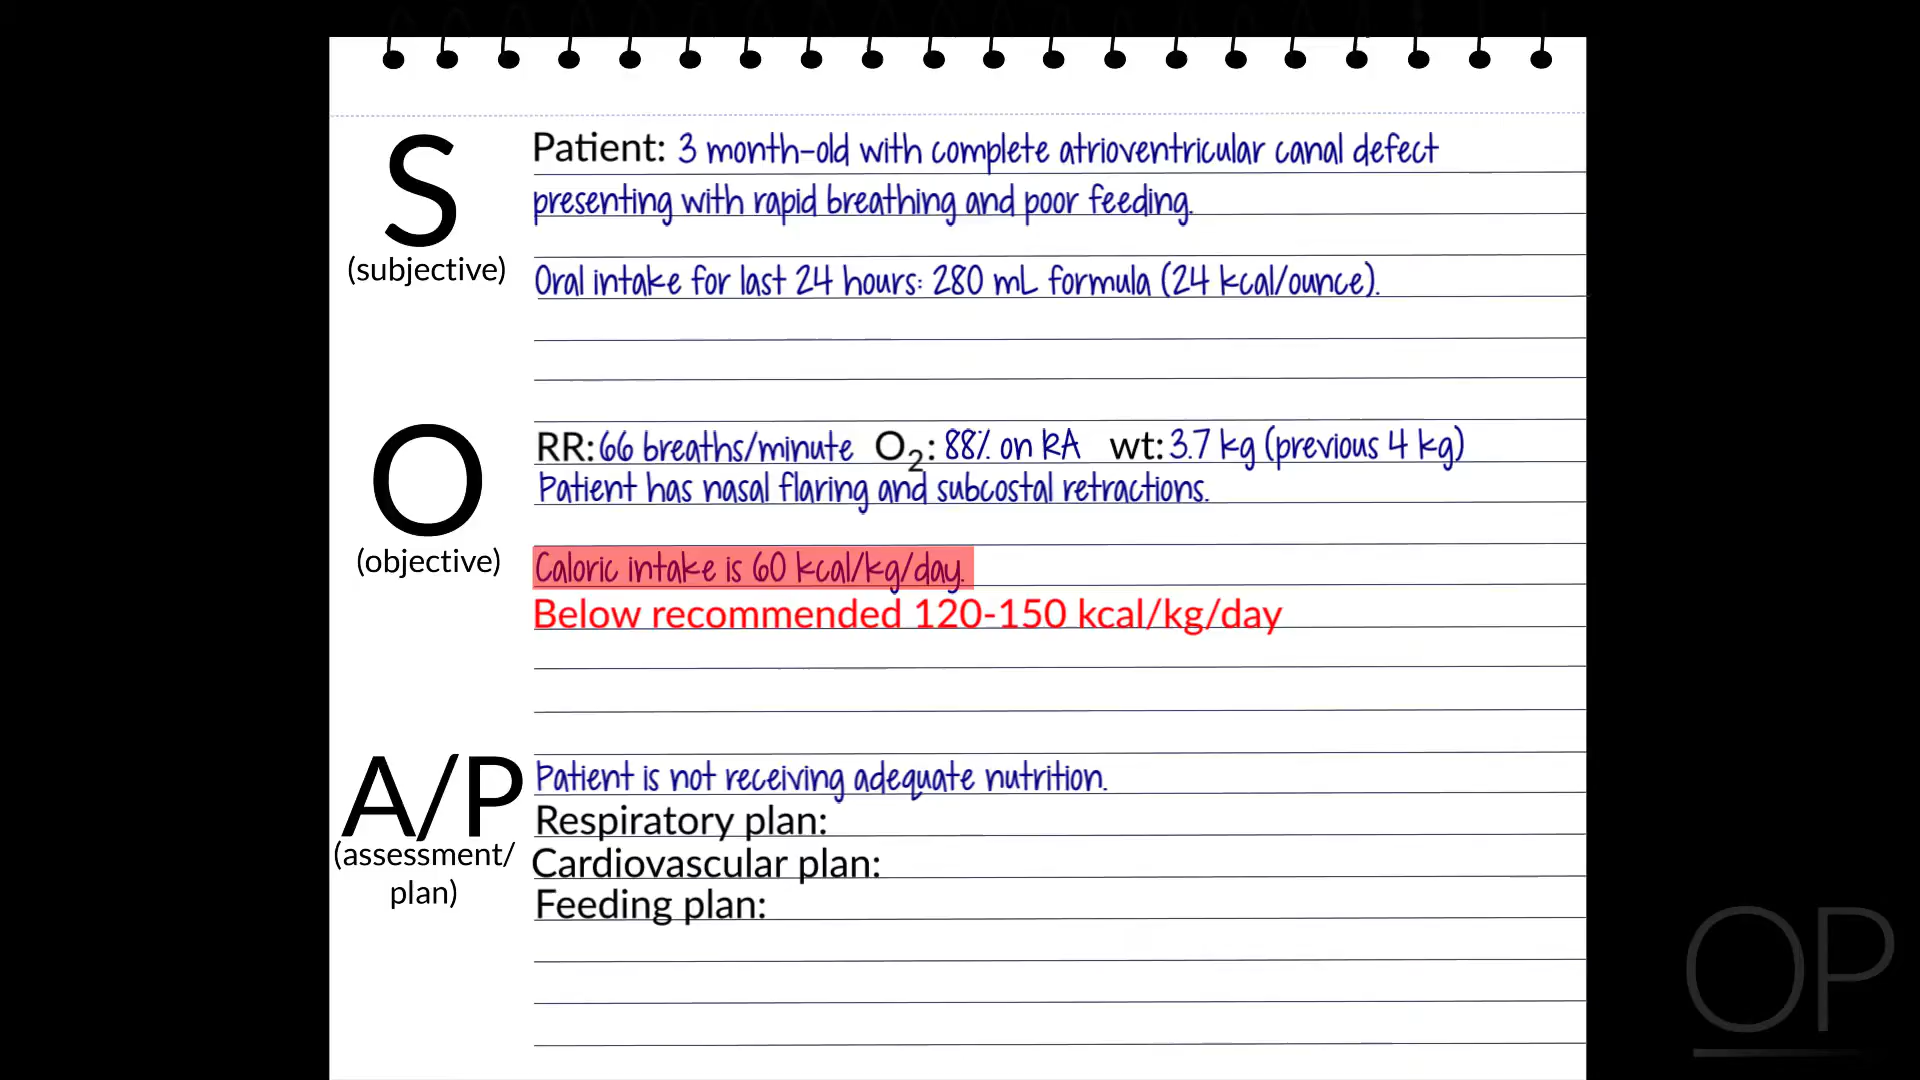 S
(subjective)
Patient: 3 month-old with complete atrioventricular canal defect
presenting with rapid breathing and poor feeding.
Oral intake for last 24 hours: 280 mL formula (24 kcal/ounce).
O
(objective)
RR: 66 breaths/minute O₂: 88% on RA wt: 3.7 kg (previous 4 kg)
Patient has nasal flaring and subcostal retractions.
Caloric intake is 60 kcal/kg/day.
Below recommended 120-150 kcal/kg/day
A/P
(assessment/
plan)
Patient is not receiving adequate nutrition.
Respiratory plan:
Cardiovascular plan:
Feeding plan:
OP